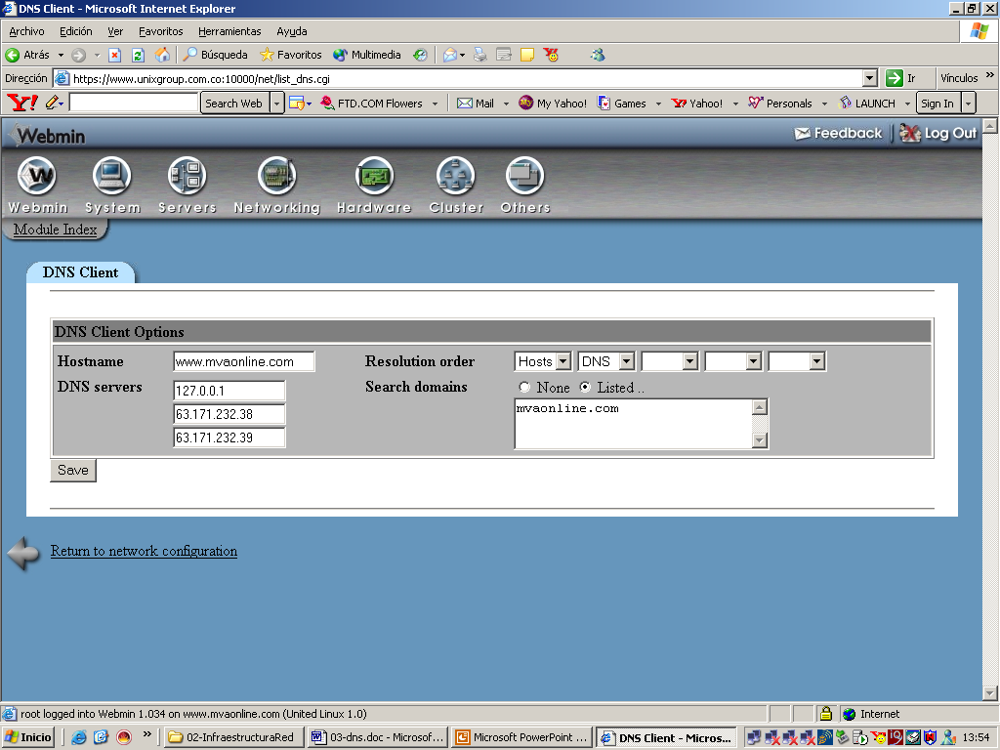 DNS Client - Microsoft Internet Explorer
Archivo Edición Ver Favoritos Herramientas Ayuda
Atrás Búsqueda Favoritos Multimedia
Dirección https://www.unixgroup.com.co:10000/net/list_dns.cgi Ir Vínculos »
Y! Search Web FTD.COM Flowers Mail My Yahoo! Games Yahoo! Personals LAUNCH Sign In
Webmin Feedback Log Out
Webmin System Servers Networking Hardware Cluster Others
Module Index
DNS Client
DNS Client Options
Hostname www.mvaonline.com Resolution order Hosts DNS
DNS servers 127.0.0.1 Search domains None Listed ..
63.171.232.38 mvaonline.com
63.171.232.39
Save
Return to network configuration
root logged into Webmin 1.034 on www.mvaonline.com (United Linux 1.0) Internet
Inicio » 02-InfraestructuraRed 03-dns.doc - Microsof... Microsoft PowerPoint ... DNS Client - Micros... 13:54